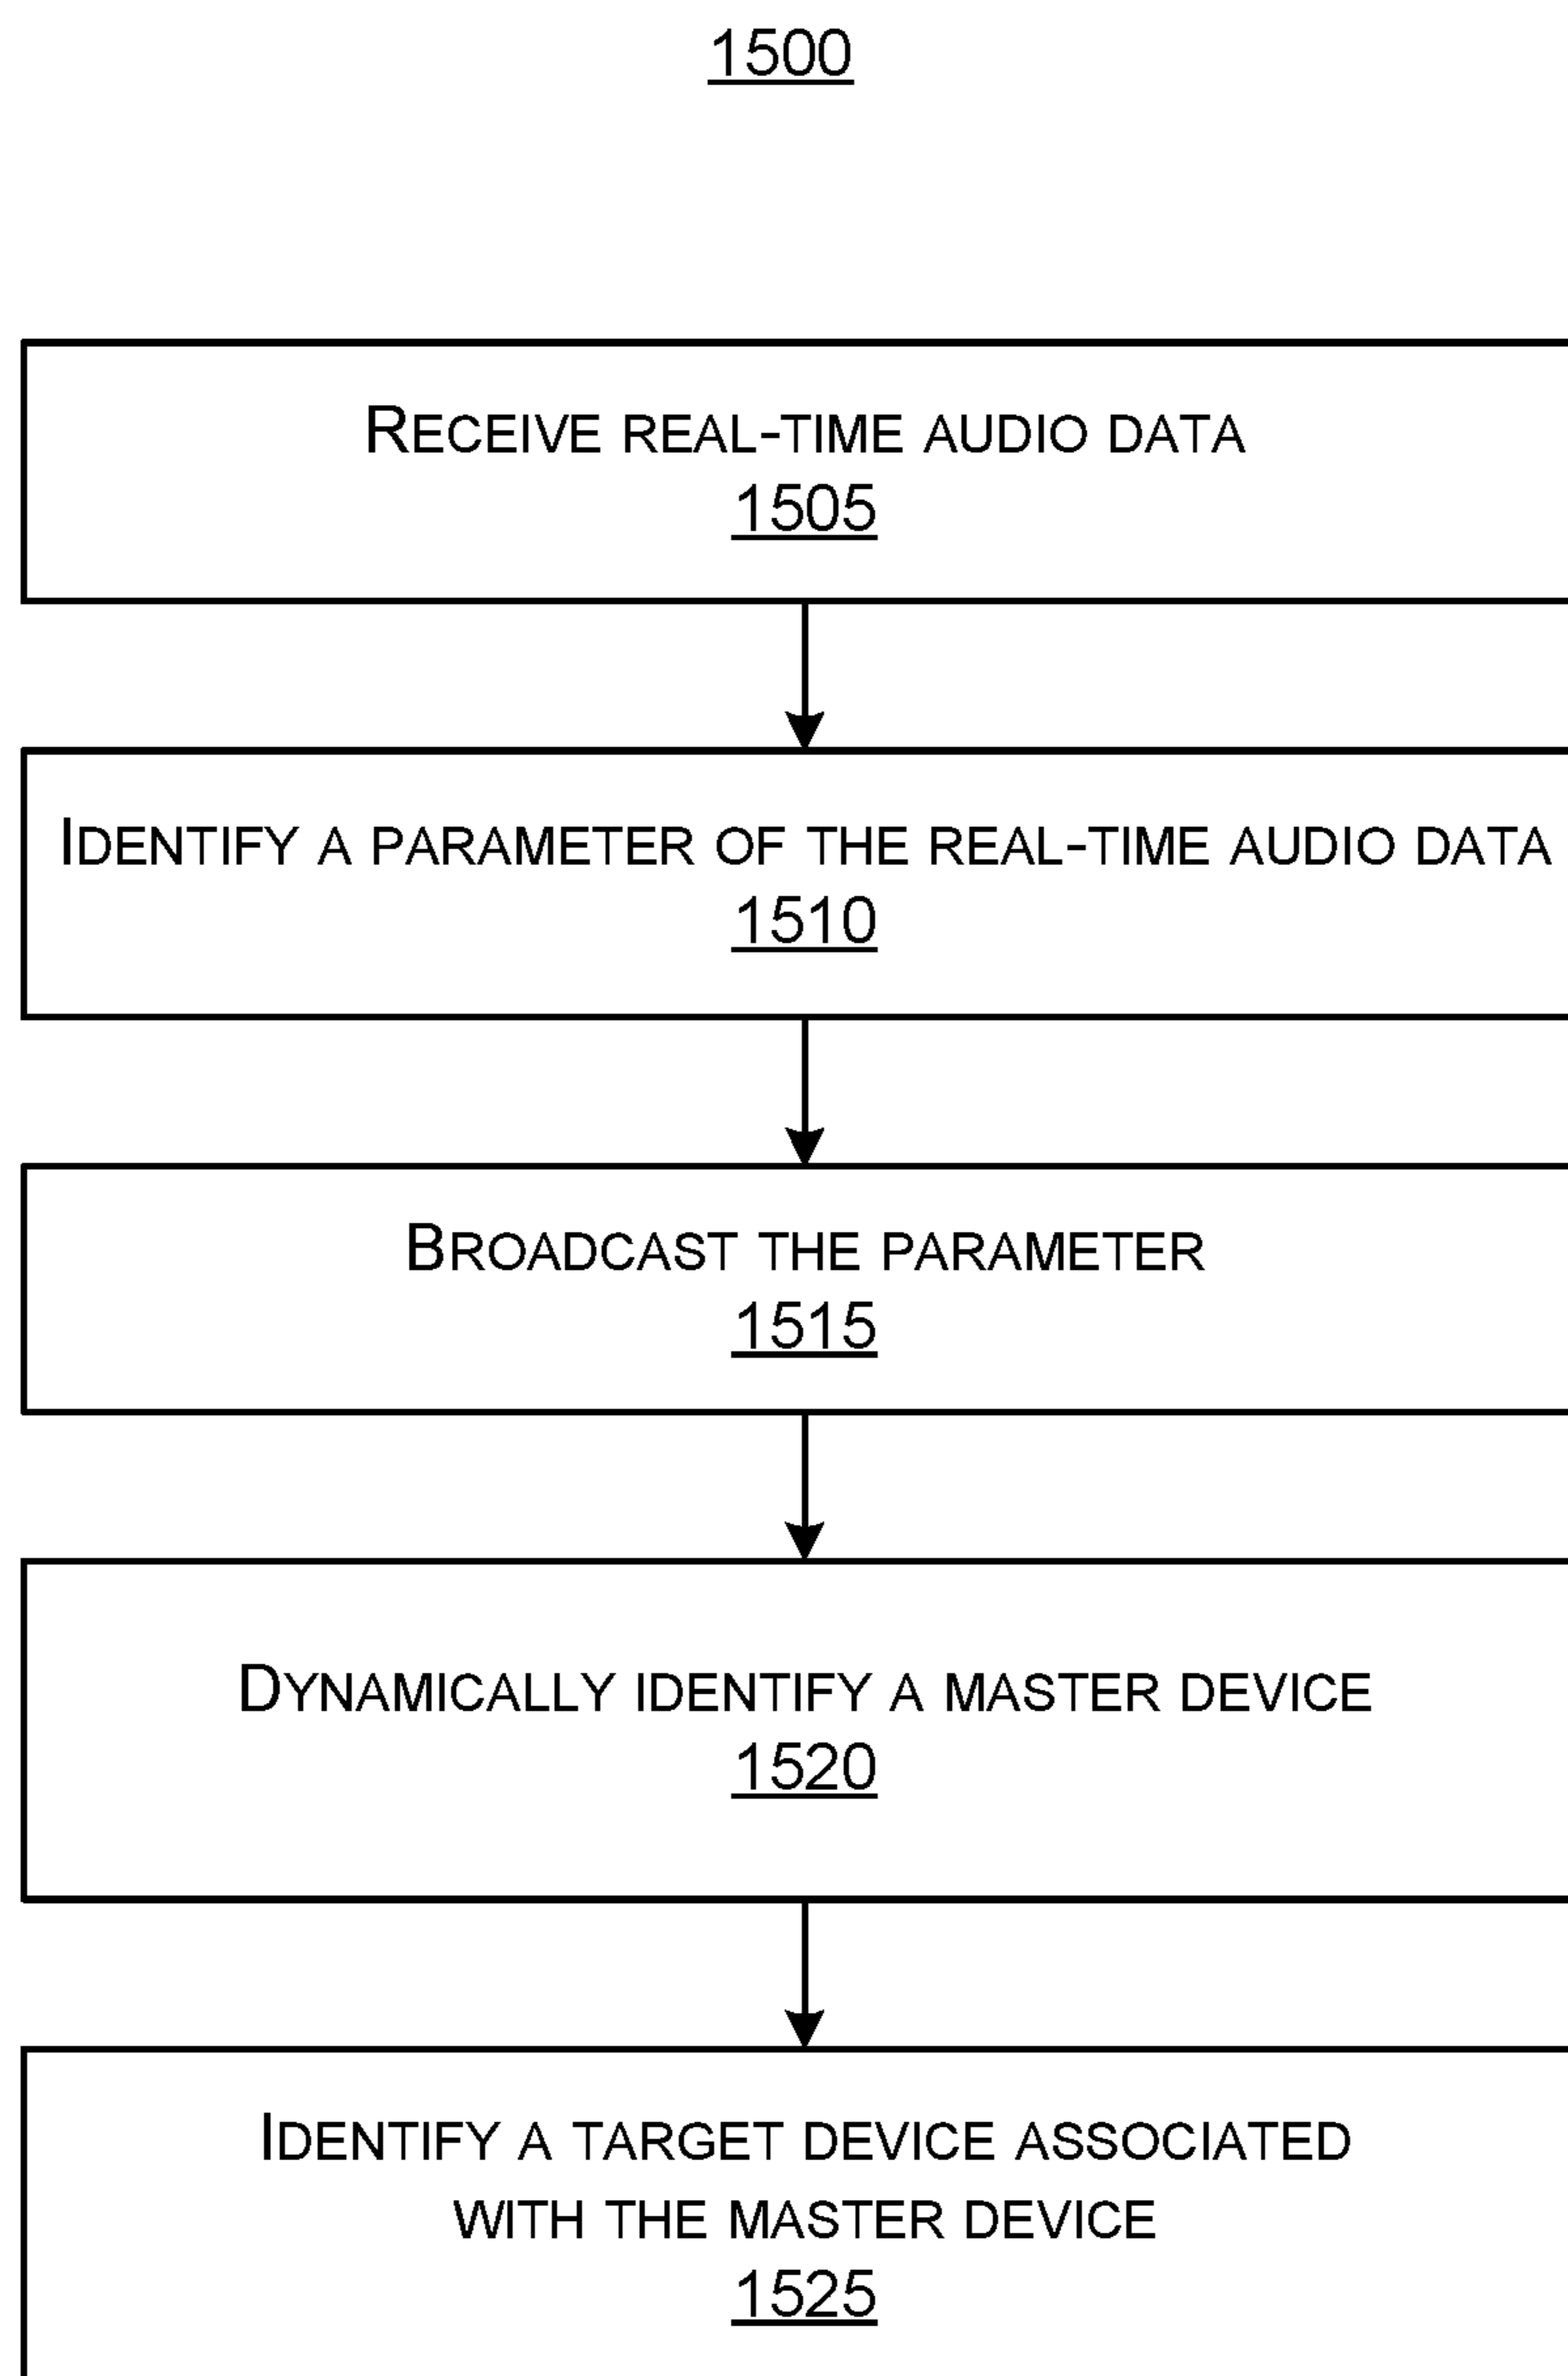 1500
RECEIVE REAL-TIME AUDIO DATA
1505
IDENTIFY A PARAMETER OF THE REAL-TIME AUDIO DATA
1510
BROADCAST THE PARAMETER
1515
DYNAMICALLY IDENTIFY A MASTER DEVICE
1520
IDENTIFY A TARGET DEVICE ASSOCIATED
WITH THE MASTER DEVICE
1525